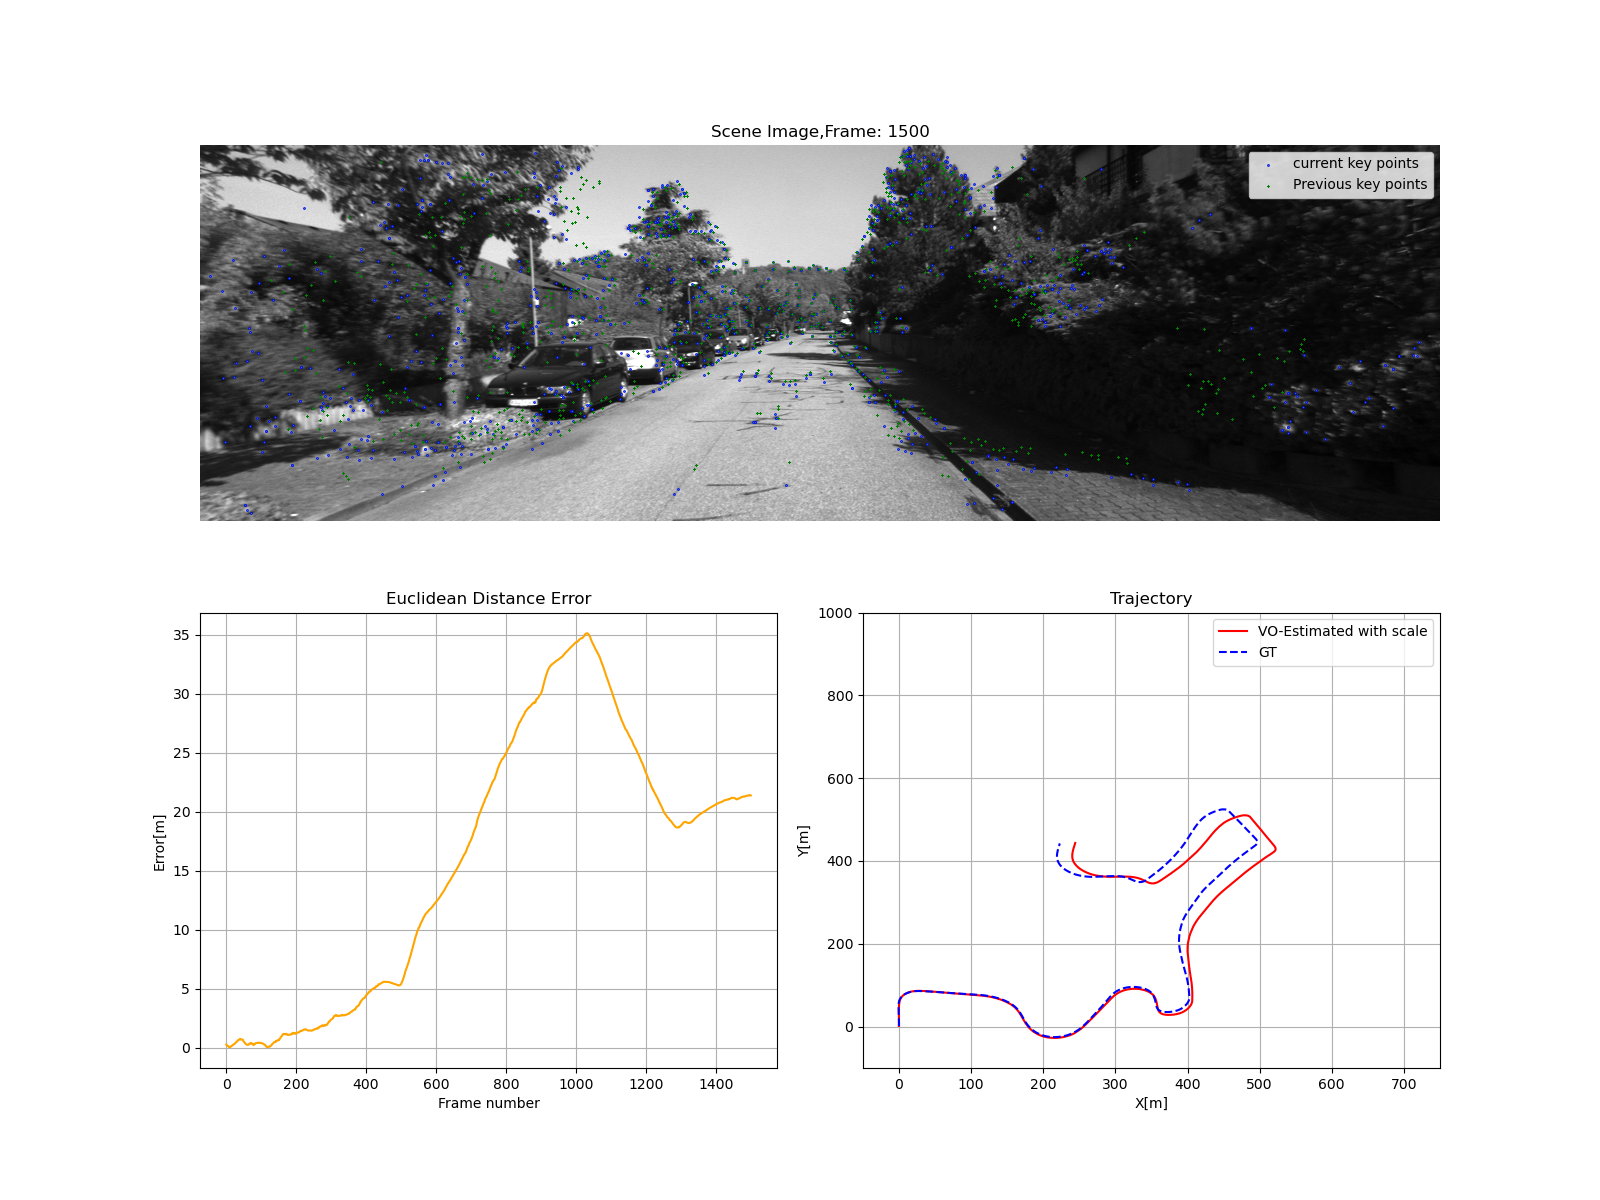 Scene Image,Frame: 1500
current key points
Previous key points
Euclidean Distance Error
Error[m]
35
30
25
20
15
10
5
0
0 200 400 600 800 1000 1200 1400
Frame number
Trajectory
VO-Estimated with scale
GT
Y[m]
1000
800
600
400
200
0
0 100 200 300 400 500 600 700
X[m]